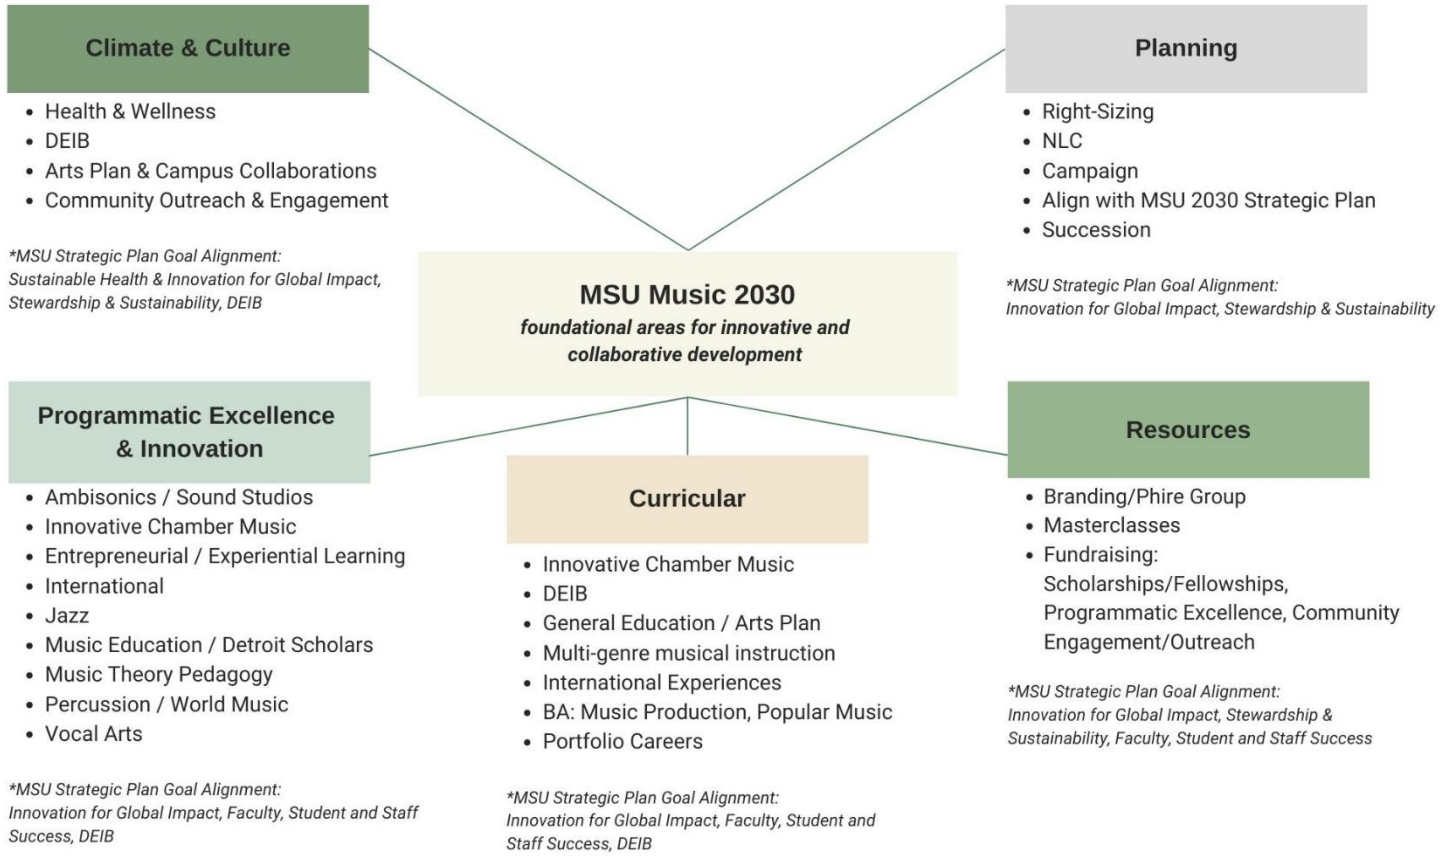 Climate & Culture
• Health & Wellness
• DEIB
• Arts Plan & Campus Collaborations
• Community Outreach & Engagement
*MSU Strategic Plan Goal Alignment:
Sustainable Health & Innovation for Global Impact,
Stewardship & Sustainability, DEIB
Planning
• Right-Sizing
• NLC
• Campaign
• Align with MSU 2030 Strategic Plan
• Succession
*MSU Strategic Plan Goal Alignment:
Innovation for Global Impact, Stewardship & Sustainability
MSU Music 2030
foundational areas for innovative and
collaborative development
Programmatic Excellence
& Innovation
• Ambisonics / Sound Studios
• Innovative Chamber Music
• Entrepreneurial / Experiential Learning
• International
• Jazz
• Music Education / Detroit Scholars
• Music Theory Pedagogy
• Percussion / World Music
• Vocal Arts
*MSU Strategic Plan Goal Alignment:
Innovation for Global Impact, Faculty, Student and Staff
Success, DEIB
Curricular
• Innovative Chamber Music
• DEIB
• General Education / Arts Plan
• Multi-genre musical instruction
• International Experiences
• BA: Music Production, Popular Music
• Portfolio Careers
*MSU Strategic Plan Goal Alignment:
Innovation for Global Impact, Faculty, Student and
Staff Success, DEIB
Resources
• Branding/Phire Group
• Masterclasses
• Fundraising:
Scholarships/Fellowships,
Programmatic Excellence, Community
Engagement/Outreach
*MSU Strategic Plan Goal Alignment:
Innovation for Global Impact, Stewardship &
Sustainability, Faculty, Student and Staff Success